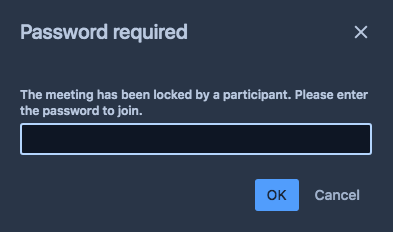 Password required
The meeting has been locked by a participant. Please enter
the password to join.
OK
Cancel